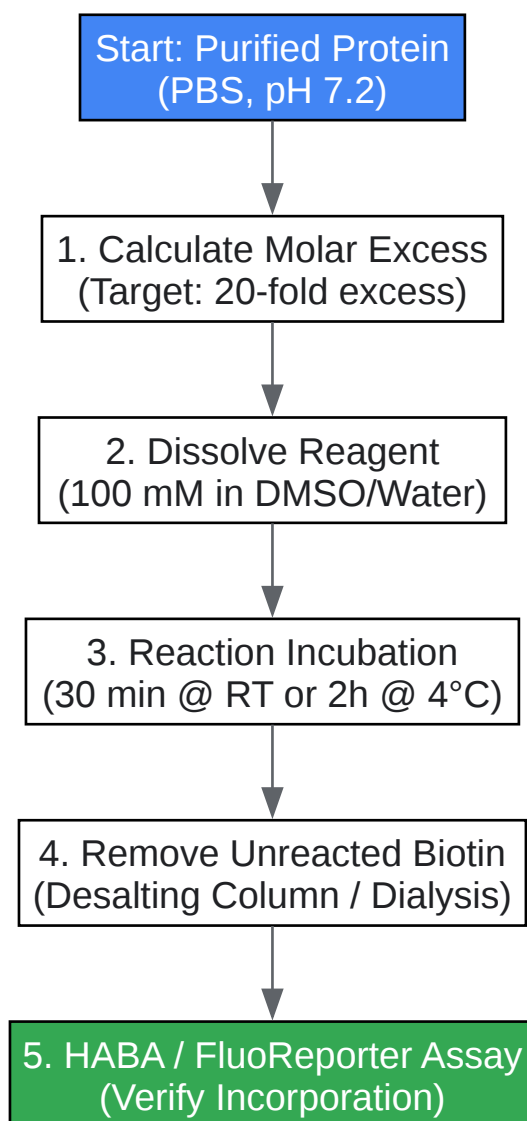 Start: Purified Protein
(PBS, pH 7.2)
1. Calculate Molar Excess
(Target: 20-fold excess)
2. Dissolve Reagent
(100 mM in DMSO/Water)
3. Reaction Incubation
(30 min @ RT or 2h @ 4°C)
4. Remove Unreacted Biotin
(Desalting Column / Dialysis)
5. HABA / FluoReporter Assay
(Verify Incorporation)